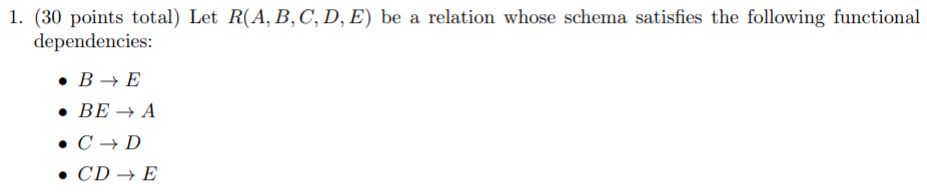 1. (30 points total) Let R(A, B, C, D, E) be a relation whose schema satisfies the following functional
dependencies:
• B → E
• BE → A
• C → D
• CD → E